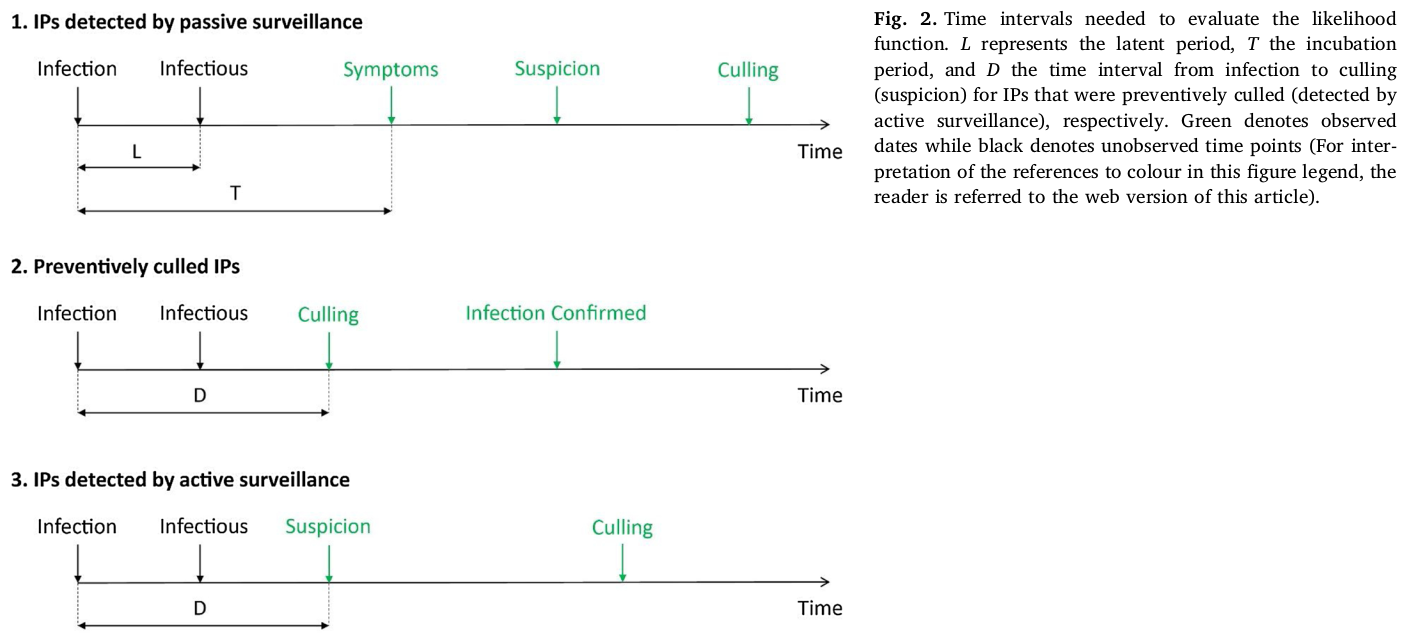 1. IPs detected by passive surveillance
Infection Infectious Symptoms Suspicion Culling
Time
L
T
2. Preventively culled IPs
Infection Infectious Culling Infection Confirmed
Time
D
3. IPs detected by active surveillance
Infection Infectious Suspicion Culling
Time
D
Fig. 2. Time intervals needed to evaluate the likelihood
function. L represents the latent period, T the incubation
period, and D the time interval from infection to culling
(suspicion) for IPs that were preventively culled (detected by
active surveillance), respectively. Green denotes observed
dates while black denotes unobserved time points (For inter-
pretation of the references to colour in this figure legend, the
reader is referred to the web version of this article).